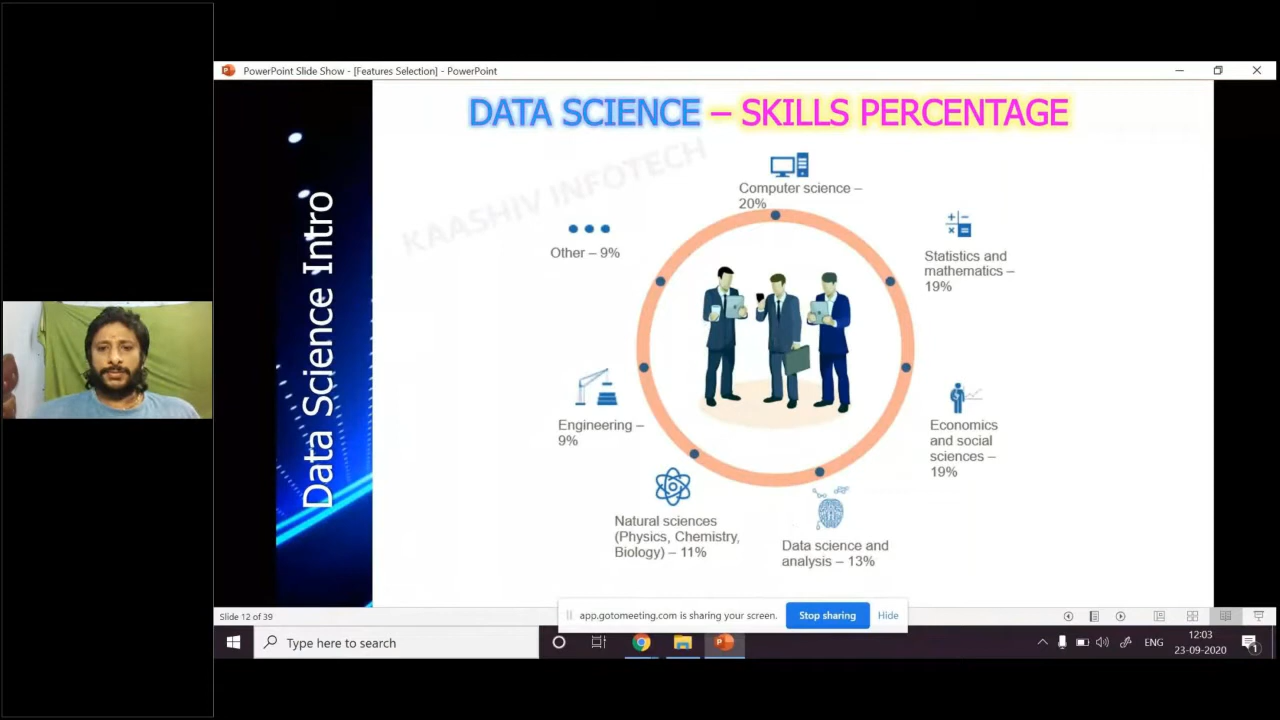 PowerPoint Slide Show - [Features Selection] - PowerPoint
DATA SCIENCE – SKILLS PERCENTAGE
KAASHIV INFOTECH
Data Science Intro
Computer science –
20%
Statistics and
mathematics –
19%
Economics
and social
sciences –
19%
Data science and
analysis – 13%
Natural sciences
(Physics, Chemistry,
Biology) – 11%
Engineering –
9%
Other – 9%
app.gotomeeting.com is sharing your screen.
Stop sharing
Hide
Slide 12 of 39
Type here to search
ENG
12:03
23-09-2020
1